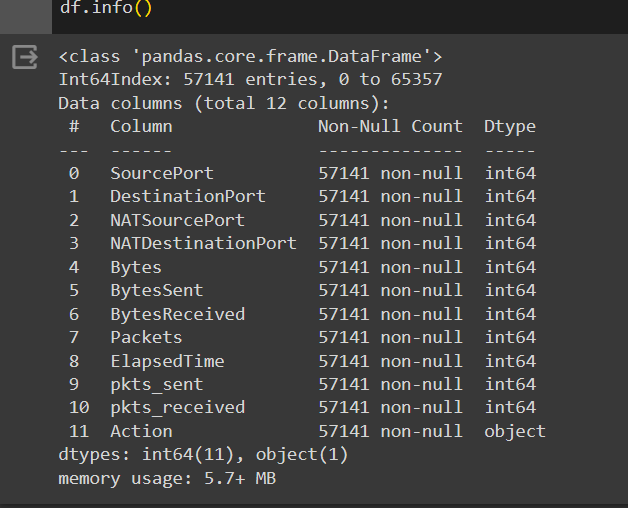 df.info()
<class 'pandas.core.frame.DataFrame'>
Int64Index: 57141 entries, 0 to 65357
Data columns (total 12 columns):
 #   Column              Non-Null Count  Dtype
---  ------              --------------  -----
 0   SourcePort          57141 non-null  int64
 1   DestinationPort     57141 non-null  int64
 2   NATSourcePort       57141 non-null  int64
 3   NATDestinationPort  57141 non-null  int64
 4   Bytes               57141 non-null  int64
 5   BytesSent           57141 non-null  int64
 6   BytesReceived       57141 non-null  int64
 7   Packets             57141 non-null  int64
 8   ElapsedTime         57141 non-null  int64
 9   pkts_sent           57141 non-null  int64
 10  pkts_received       57141 non-null  int64
 11  Action              57141 non-null  object
dtypes: int64(11), object(1)
memory usage: 5.7+ MB